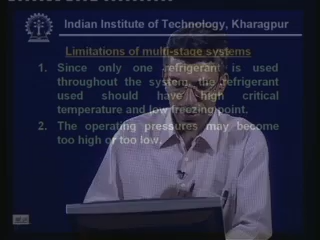 Indian Institute of Technology, Kharagpur
Limitations of multi-stage systems
1. Since only one refrigerant is used
throughout the system, the refrigerant
used should have high critical
temperature and low freezing point.
2. The operating pressures may become
too high or too low.